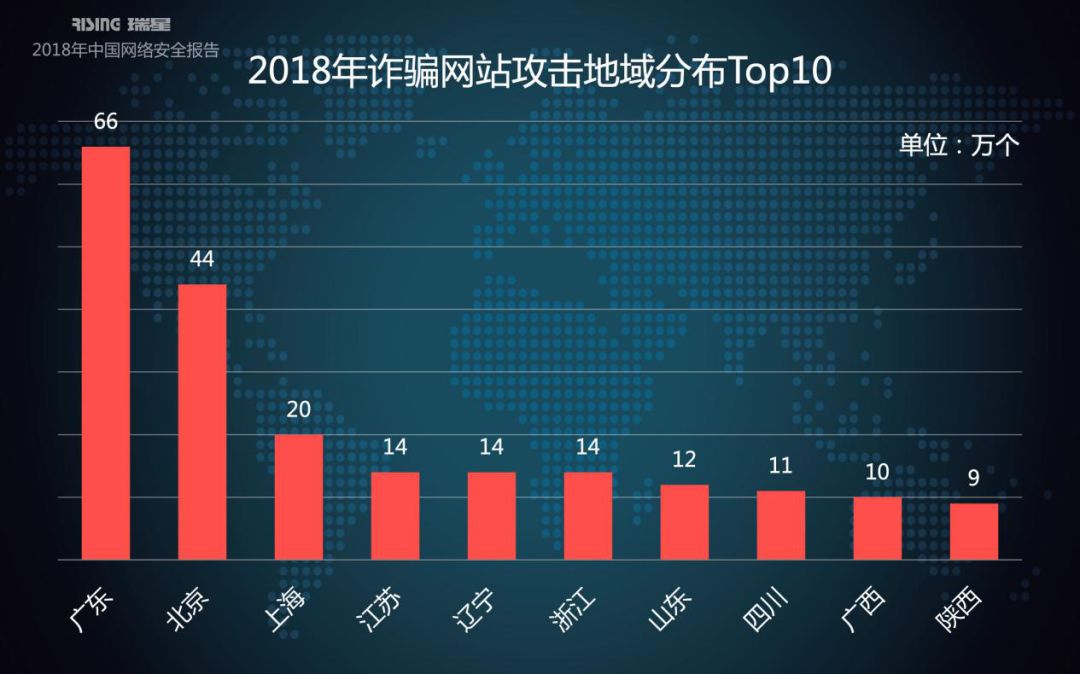 RISING 瑞星
2018年中国网络安全报告
2018年诈骗网站攻击地域分布Top10
单位：万个
66
44
20
14
14
14
12
11
10
9
广东
北京
上海
江苏
辽宁
浙江
山东
四川
广西
陕西